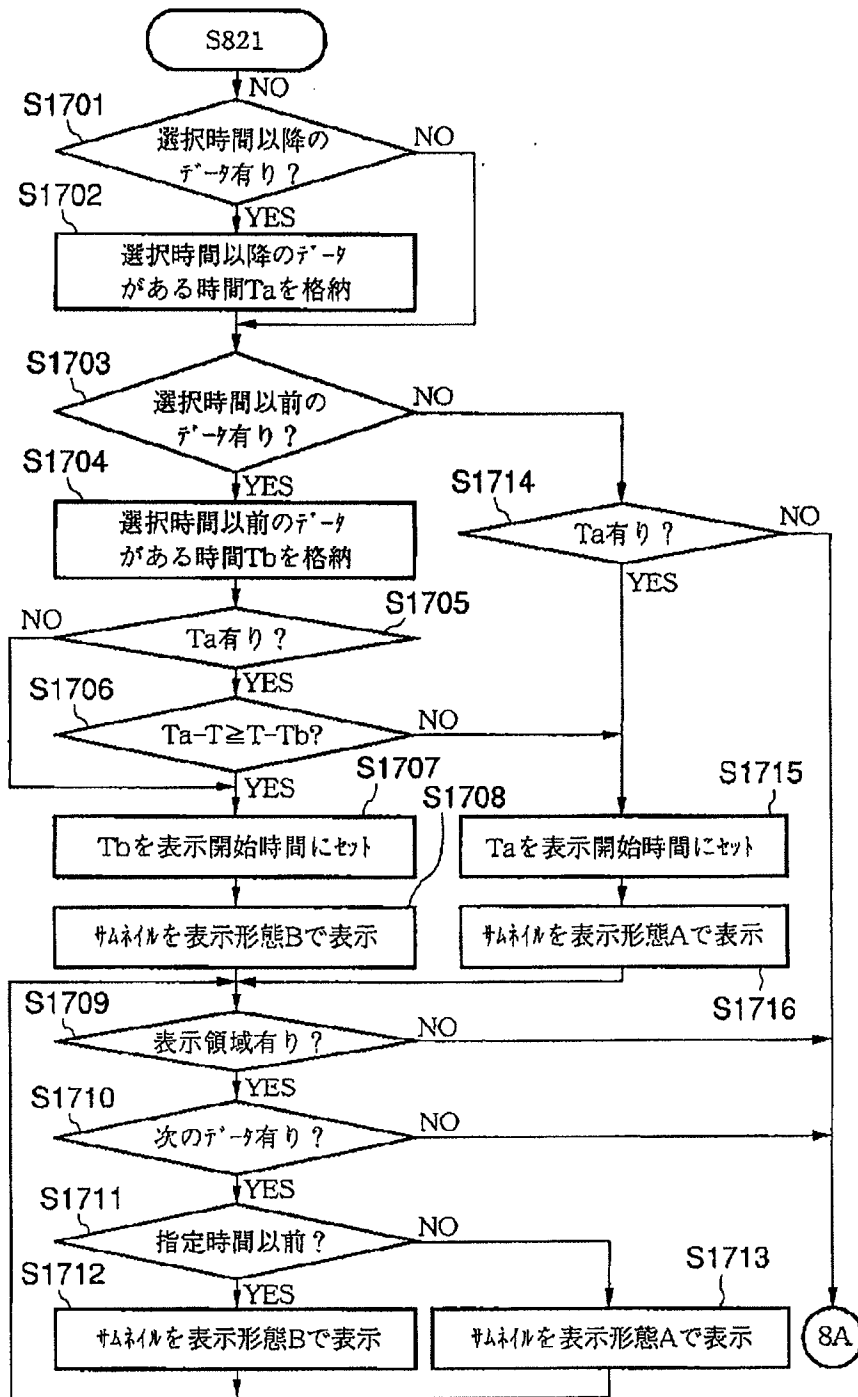 S821
NO
S1701
選択時間以降の
ﾃﾞｰﾀ有り？
NO
S1702
YES
選択時間以降のﾃﾞｰﾀ
がある時間Taを格納
S1703
選択時間以前の
ﾃﾞｰﾀ有り？
NO
S1704
YES
選択時間以前のﾃﾞｰﾀ
がある時間Tbを格納
S1714
Ta有り？
NO
YES
S1705
NO
Ta有り？
YES
S1706
Ta-T≧T-Tb?
NO
YES
S1707
S1708
S1715
Tbを表示開始時間にｾｯﾄ
Taを表示開始時間にｾｯﾄ
ｻﾑﾈｲﾙを表示形態Bで表示
ｻﾑﾈｲﾙを表示形態Aで表示
S1716
S1709
表示領域有り？
NO
YES
S1710
次のﾃﾞｰﾀ有り？
NO
YES
S1711
指定時間以前？
NO
S1712
YES
S1713
ｻﾑﾈｲﾙを表示形態Bで表示
ｻﾑﾈｲﾙを表示形態Aで表示
8A